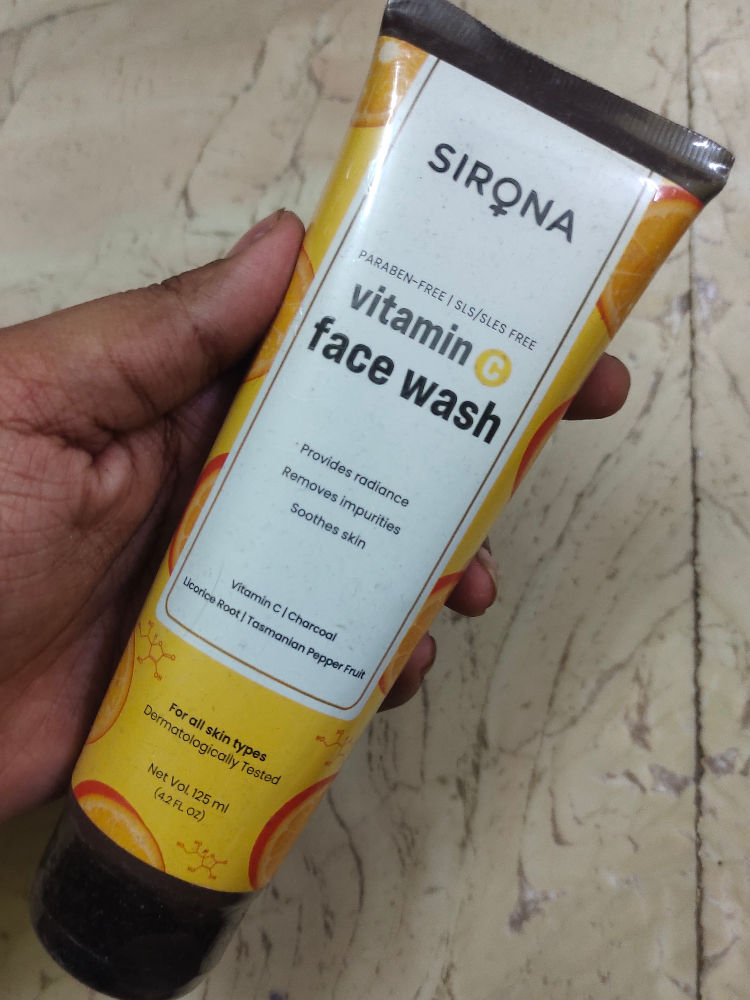 SIRONA
PARABEN-FREE | SLS/SLES FREE
vitamin C
face wash
Provides radiance
Removes impurities
Soothes skin
Vitamin C | Charcoal
Licorice Root | Tasmanian Pepper Fruit
For all skin types
Dermatologically Tested
Net Vol. 125 ml
(4.2 FL OZ)